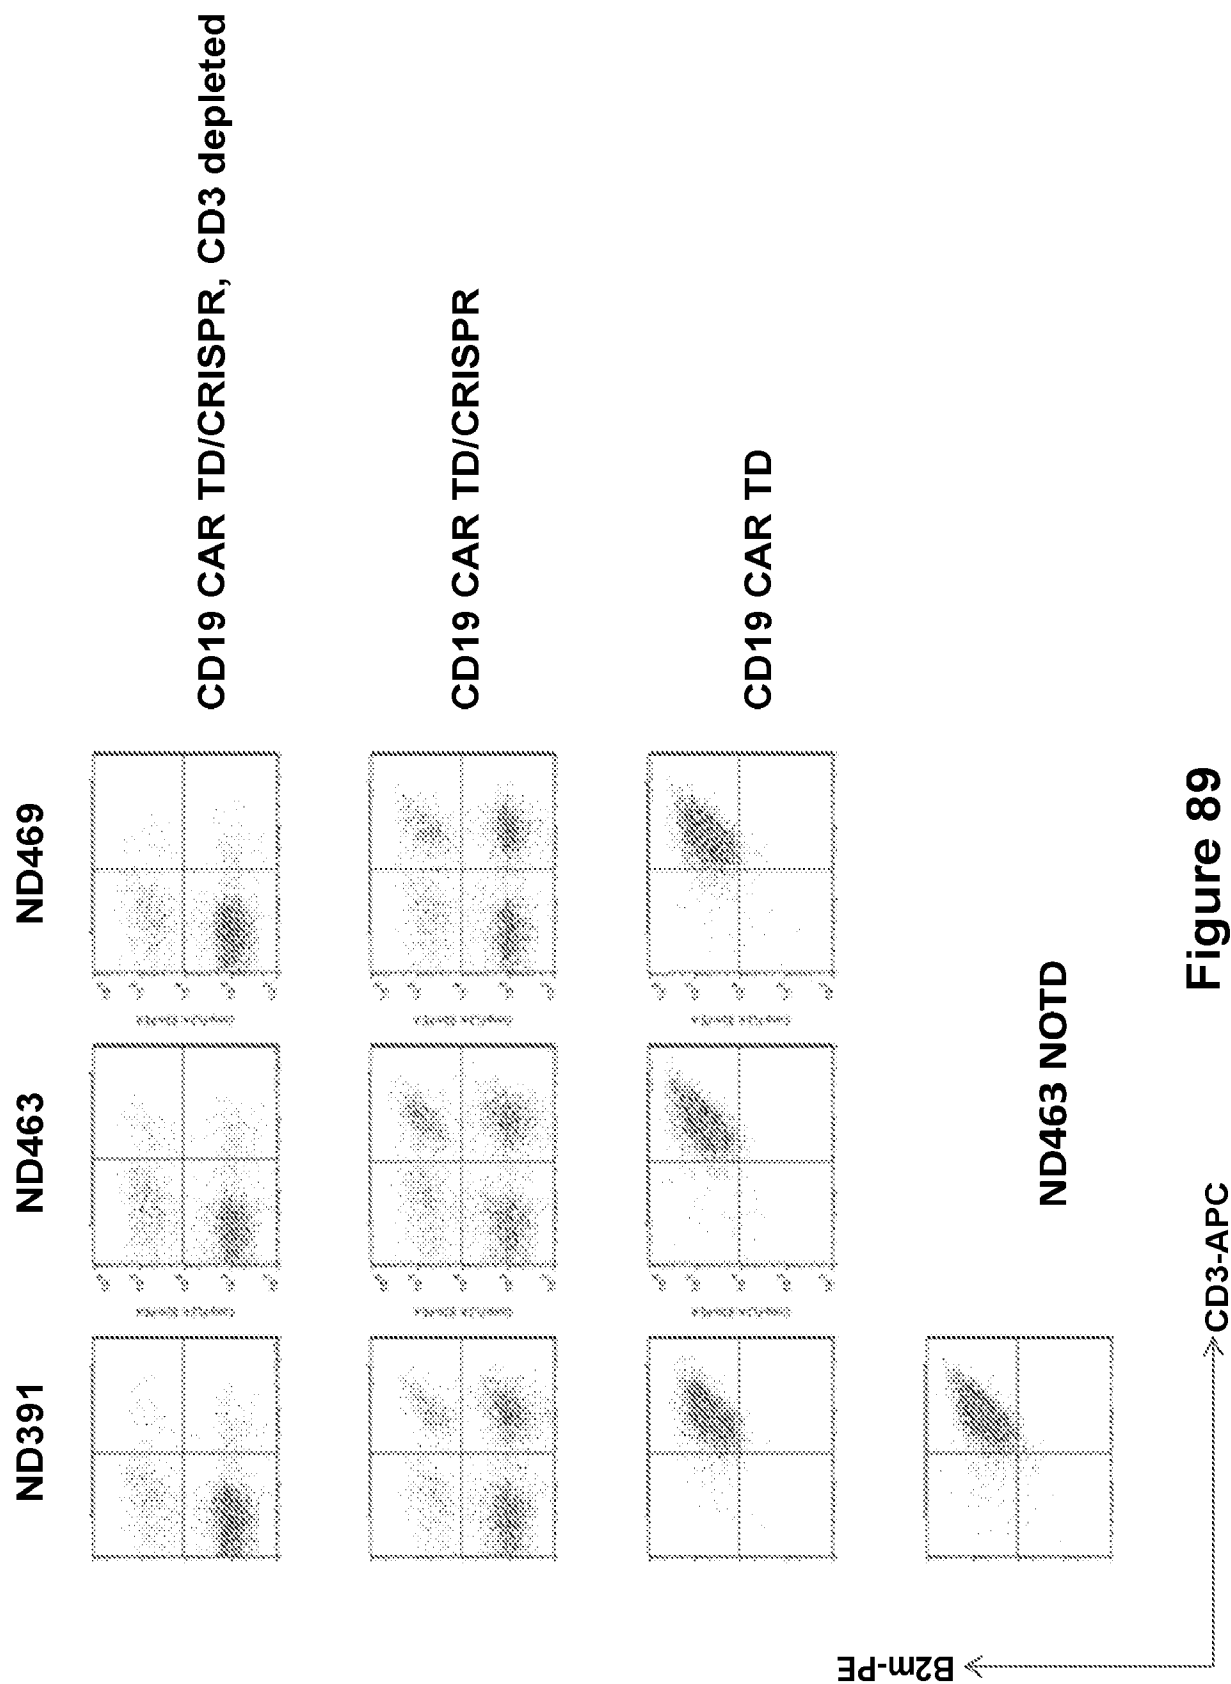 ND391
ND463
ND469
CD19 CAR TD/CRISPR, CD3 depleted
CD19 CAR TD/CRISPR
CD19 CAR TD
ND463 NOTD
B2m-PE
CD3-APC
Figure 89